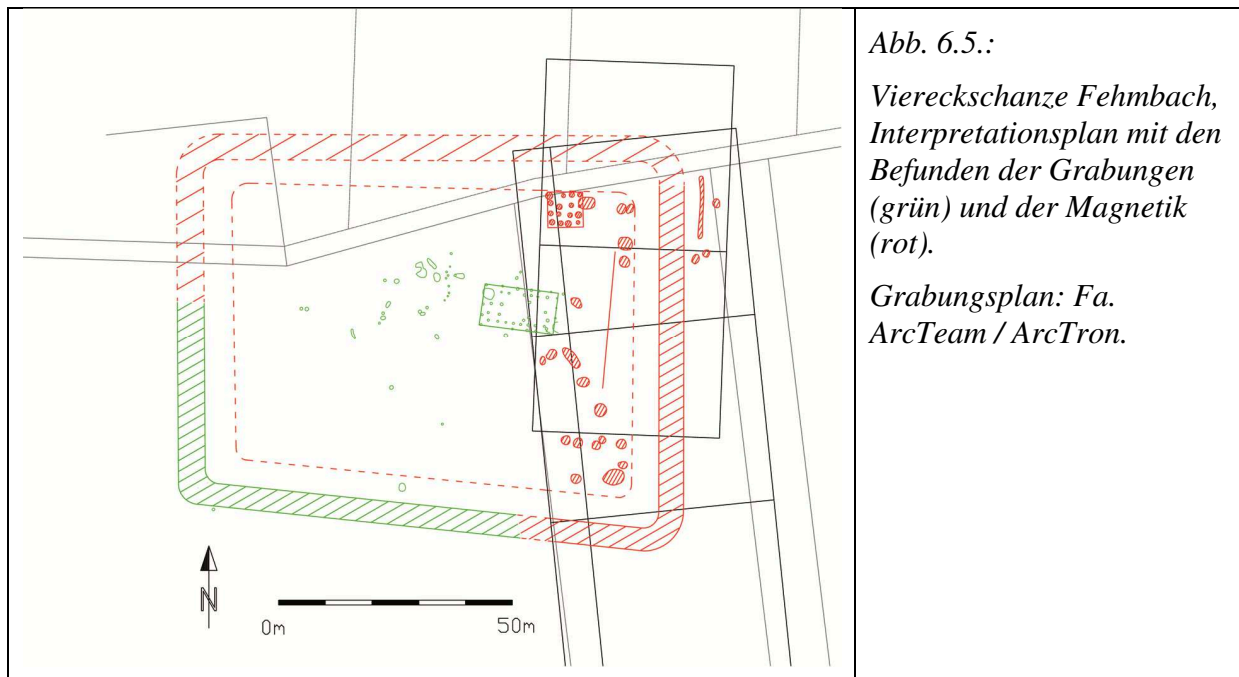 Abb. 6.5.:
Viereckschanze Fehmbach,
Interpretationsplan mit den
Befunden der Grabungen
(grün) und der Magnetik
(rot).
Grabungsplan: Fa.
ArcTeam / ArcTron.
N
0m
50m